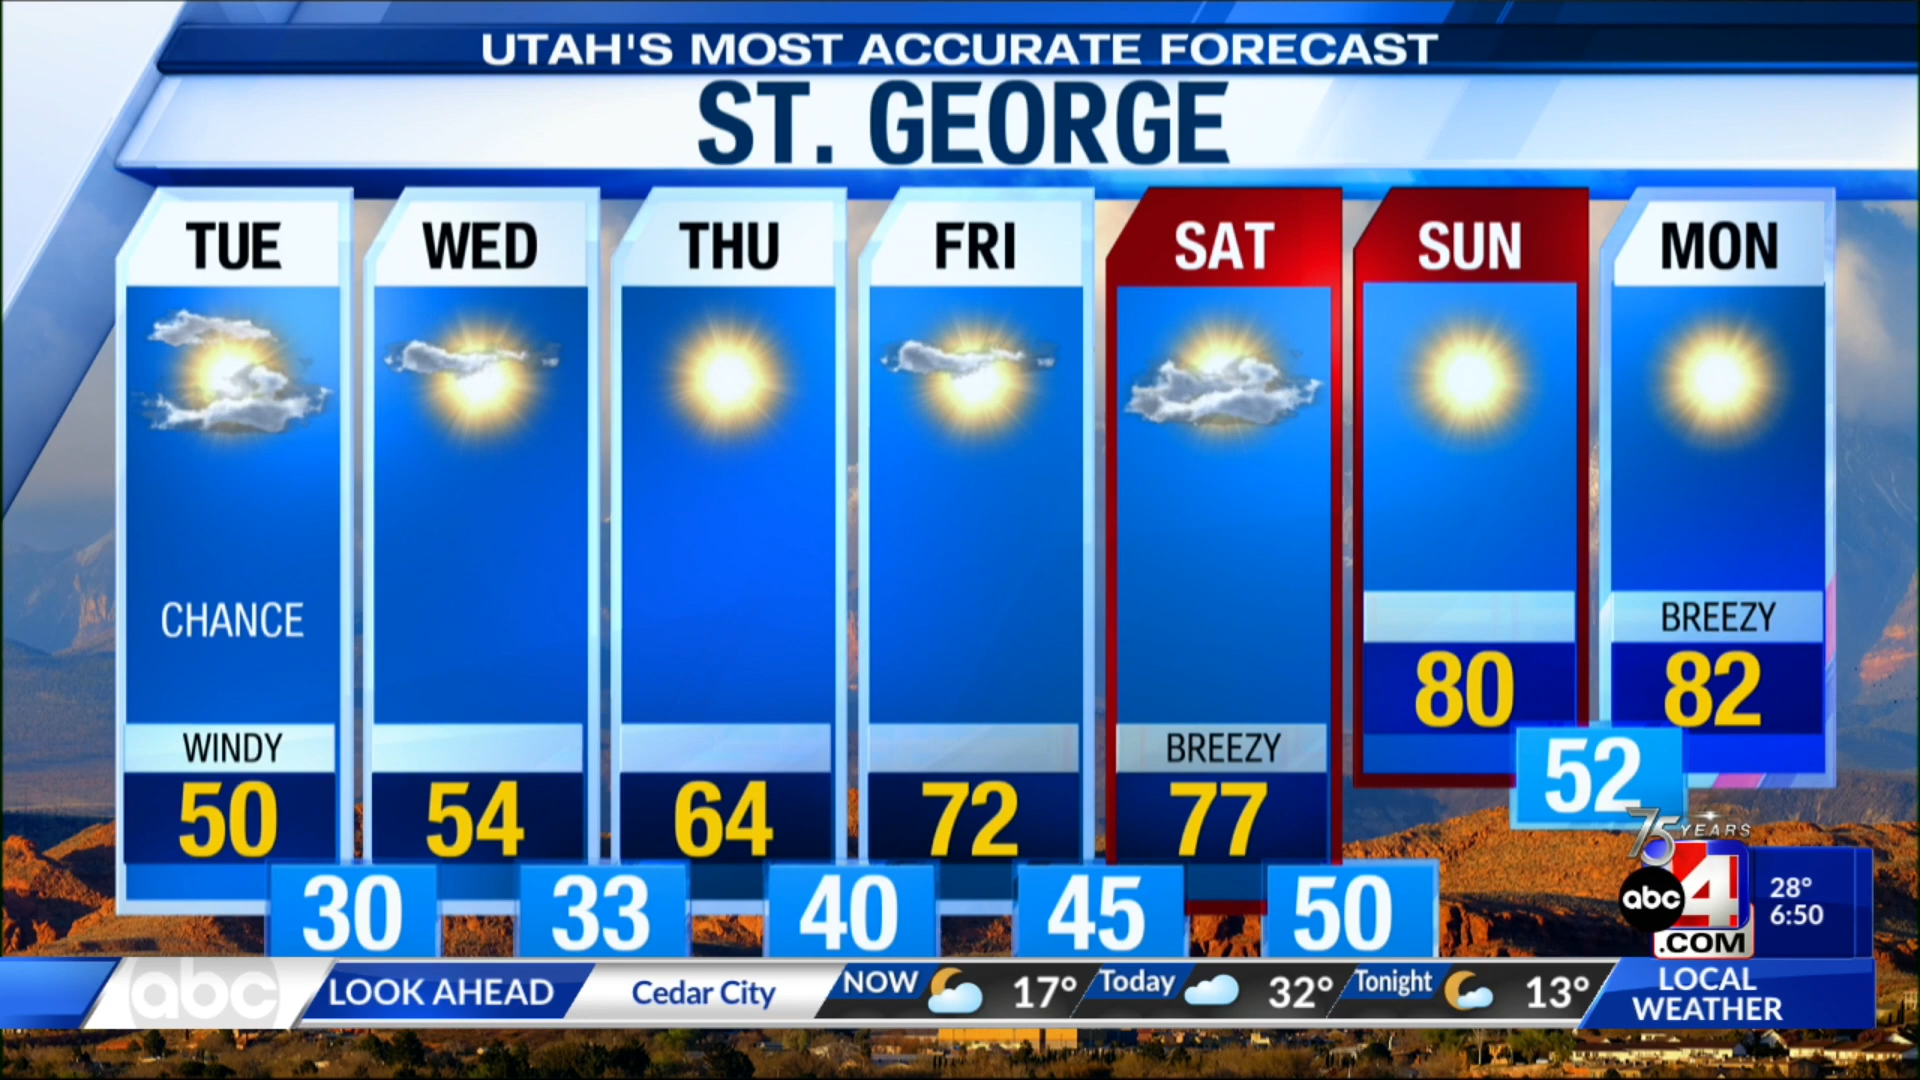 UTAH'S MOST ACCURATE FORECAST
ST. GEORGE
TUE WED THU FRI SAT SUN MON
CHANCE
BREEZY
80 82
WINDY BREEZY
52
50 54 64 72 77
75 YEARS
30 33 40 45 50
abc 4
.COM
28°
6:50
abc LOOK AHEAD Cedar City NOW 17° Today 32° Tonight 13° LOCAL
WEATHER